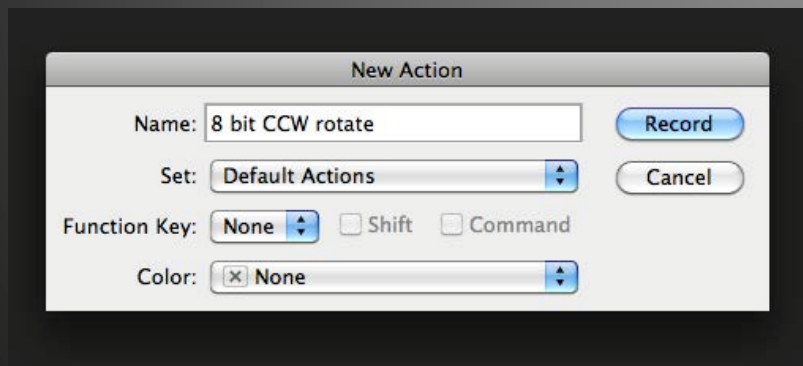 New Action
Name: 8 bit CCW rotate Record
Set: Default Actions Cancel
Function Key: None Shift Command
Color: None